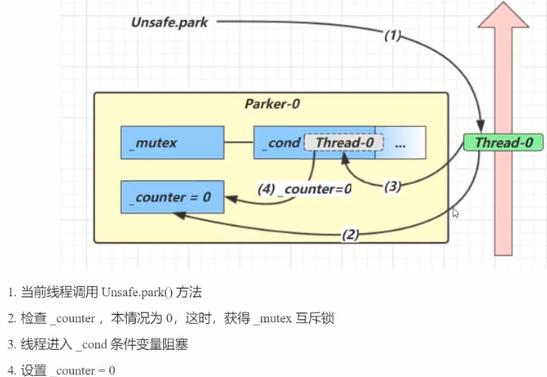 Unsafe.park
(1)
Parker-0
_mutex
_cond
Thread-0
...
Thread-0
(4)_counter=0
(3)
_counter = 0
(2)
1. 当前线程调用 Unsafe.park() 方法
2. 检查 _counter ，本情况为 0，这时，获得 _mutex 互斥锁
3. 线程进入 _cond 条件变量阻塞
4. 设置 _counter = 0